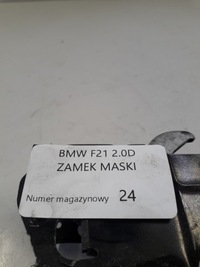 BMW F21 2.0D
ZAMEK MASKI
Numer magazynowy 24